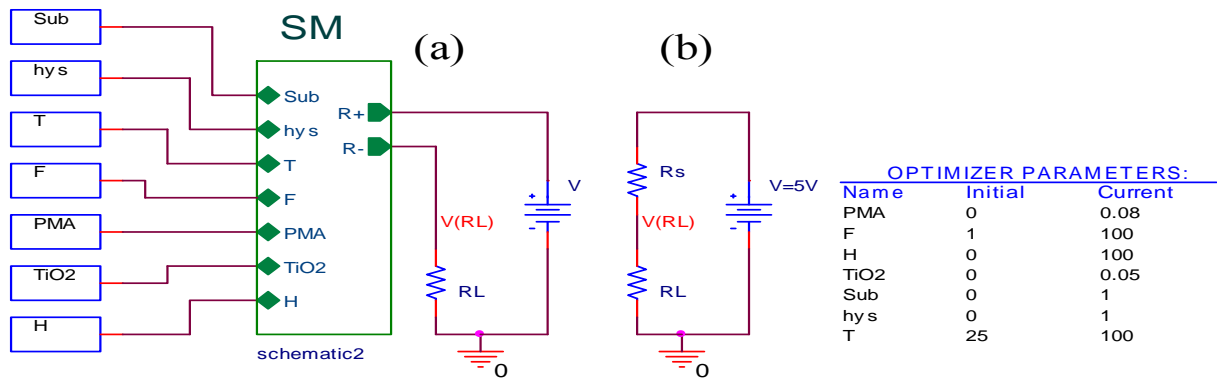 Sub
hys
T
F
PMA
TiO2
H
SM
Sub
hys
T
F
PMA
TiO2
H
R+
R-
schematic2
(a)
V
+
-
V(RL)
RL
0
(b)
Rs
V=5V
+
-
V(RL)
RL
0
OPTIMIZER PARAMETERS:
Name Initial Current
PMA 0 0.08
F 1 100
H 0 100
TiO2 0 0.05
Sub 0 1
hys 0 1
T 25 100